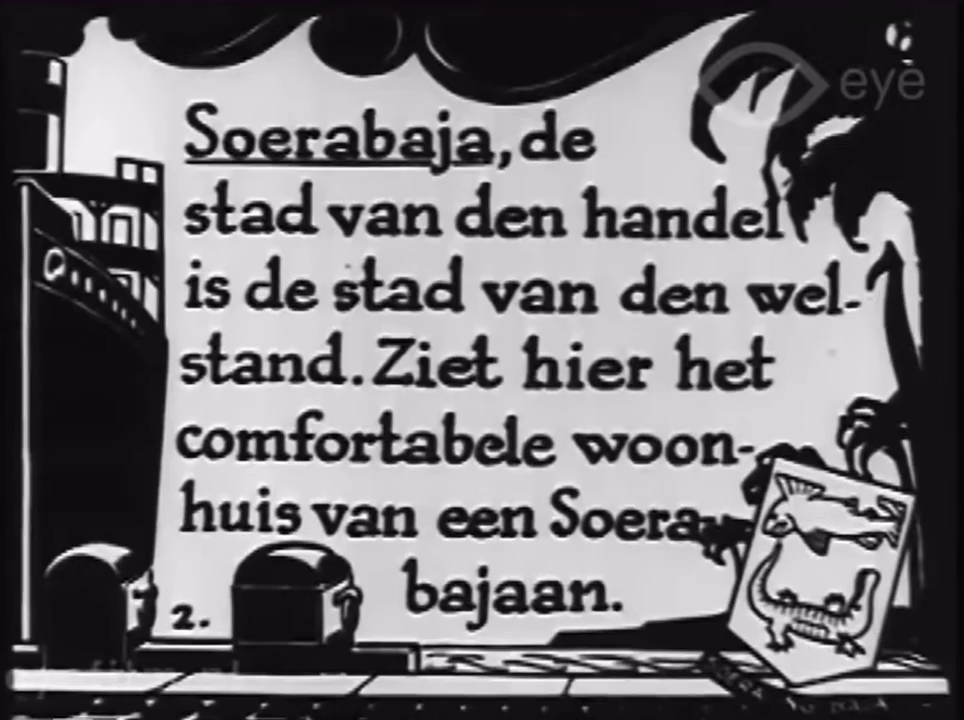 eye
Soerabaja, de
stad van den handel
is de stad van den wel-
stand. Ziet hier het
comfortabele woon-
huis van een Soera-
bajaan.
2.